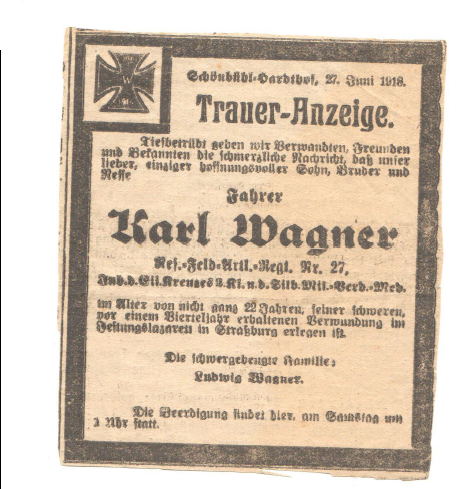 W
Schönbühl-Hardthof, 27. Juni 1918.
Trauer-Anzeige.
Tiefbetrübt geben wir Verwandten, Freunden
und Bekannten die schmerzliche Nachricht, daß unser
lieber, einziger hoffnungsvoller Sohn, Bruder und
Neffe
Fahrer
Karl Wagner
Res.-Feld-Artl.-Regt. Nr. 27,
Inh. d. Eis. Kreuzes 2. Kl. u. d. Silb. Mil.-Verd.-Med.
im Alter von nicht ganz 22 Jahren, seiner schweren,
vor einem Vierteljahr erhaltenen Verwundung im
Festungslazarett in Straßburg erlegen ist.
Die schwergebeugte Familie:
Ludwig Wagner.
Die Beerdigung findet hier, am Samstag um
Uhr statt.